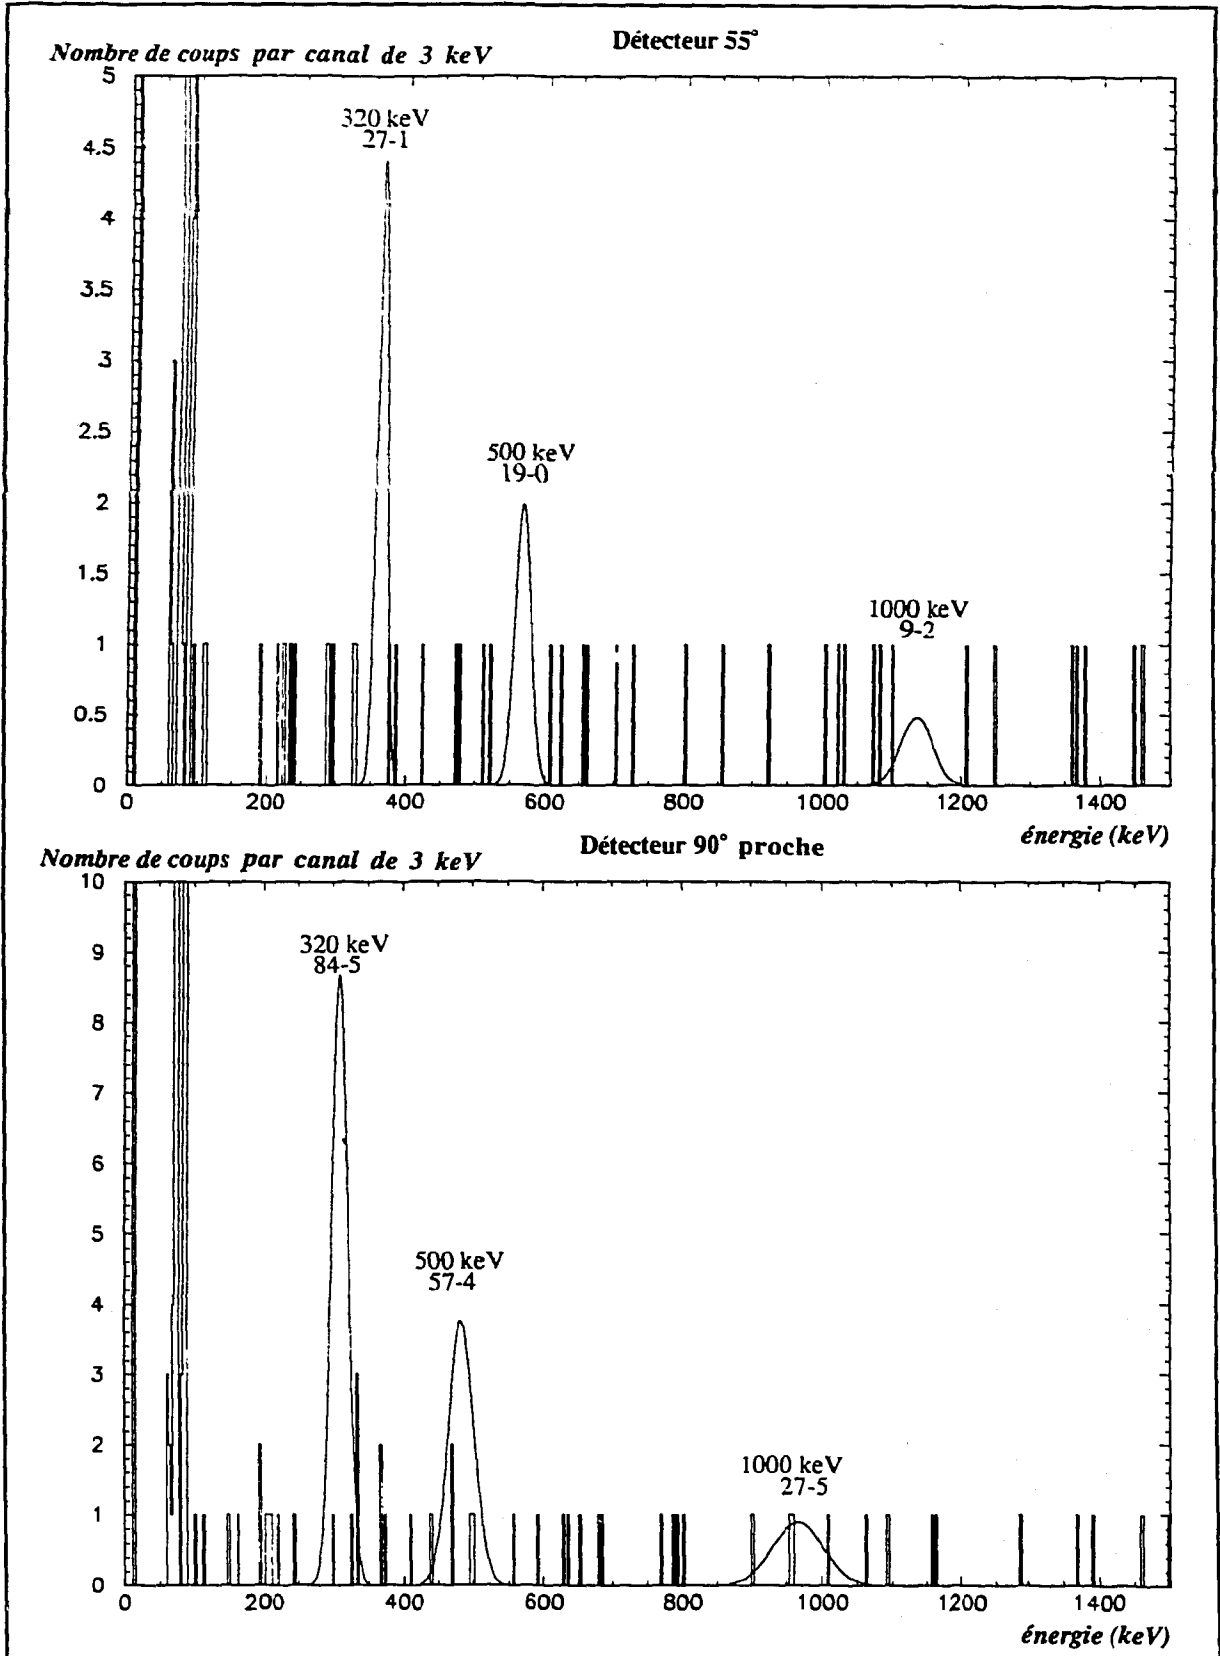 Détecteur 55°
Nombre de coups par canal de 3 keV
5
4.5
4
3.5
3
2.5
2
1.5
1
0.5
0
320 keV
27-1
500 keV
19-0
1000 keV
9-2
0 200 400 600 800 1000 1200 1400
énergie (keV)
Détecteur 90° proche
Nombre de coups par canal de 3 keV
10
9
8
7
6
5
4
3
2
1
0
320 keV
84-5
500 keV
57-4
1000 keV
27-5
0 200 400 600 800 1000 1200 1400
énergie (keV)